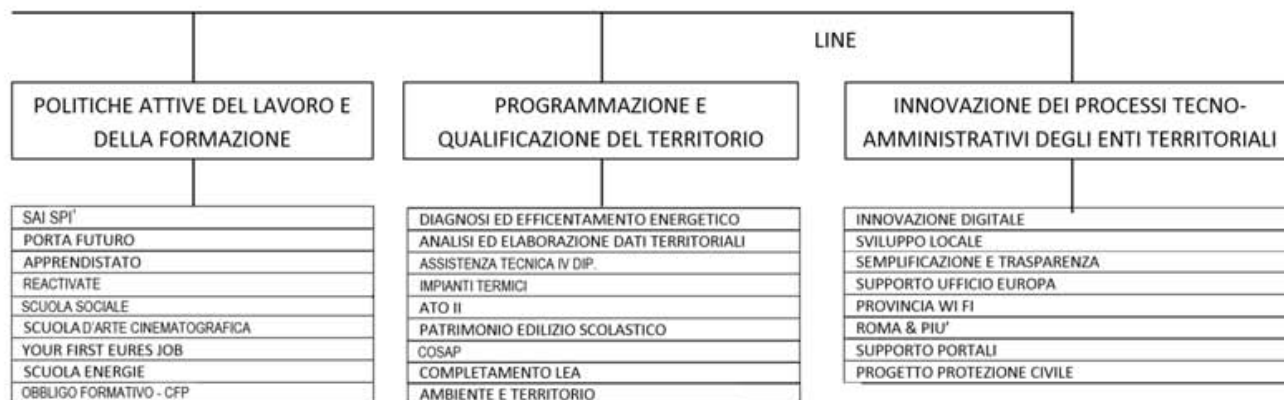 LINE
POLITICHE ATTIVE DEL LAVORO E
DELLA FORMAZIONE
SAI SPI'
PORTA FUTURO
APPRENDISTATO
REACTIVATE
SCUOLA SOCIALE
SCUOLA D'ARTE CINEMATOGRAFICA
YOUR FIRST EURES JOB
SCUOLA ENERGIE
OBBLIGO FORMATIVO - CFP
PROGRAMMAZIONE E
QUALIFICAZIONE DEL TERRITORIO
DIAGNOSI ED EFFICENTAMENTO ENERGETICO
ANALISI ED ELABORAZIONE DATI TERRITORIALI
ASSISTENZA TECNICA IV DIP.
IMPIANTI TERMICI
ATO II
PATRIMONIO EDILIZIO SCOLASTICO
COSAP
COMPLETAMENTO LEA
AMBIENTE E TERRITORIO
INNOVAZIONE DEI PROCESSI TECNO-
AMMINISTRATIVI DEGLI ENTI TERRITORIALI
INNOVAZIONE DIGITALE
SVILUPPO LOCALE
SEMPLIFICAZIONE E TRASPARENZA
SUPPORTO UFFICIO EUROPA
PROVINCIA WI FI
ROMA & PIU'
SUPPORTO PORTALI
PROGETTO PROTEZIONE CIVILE